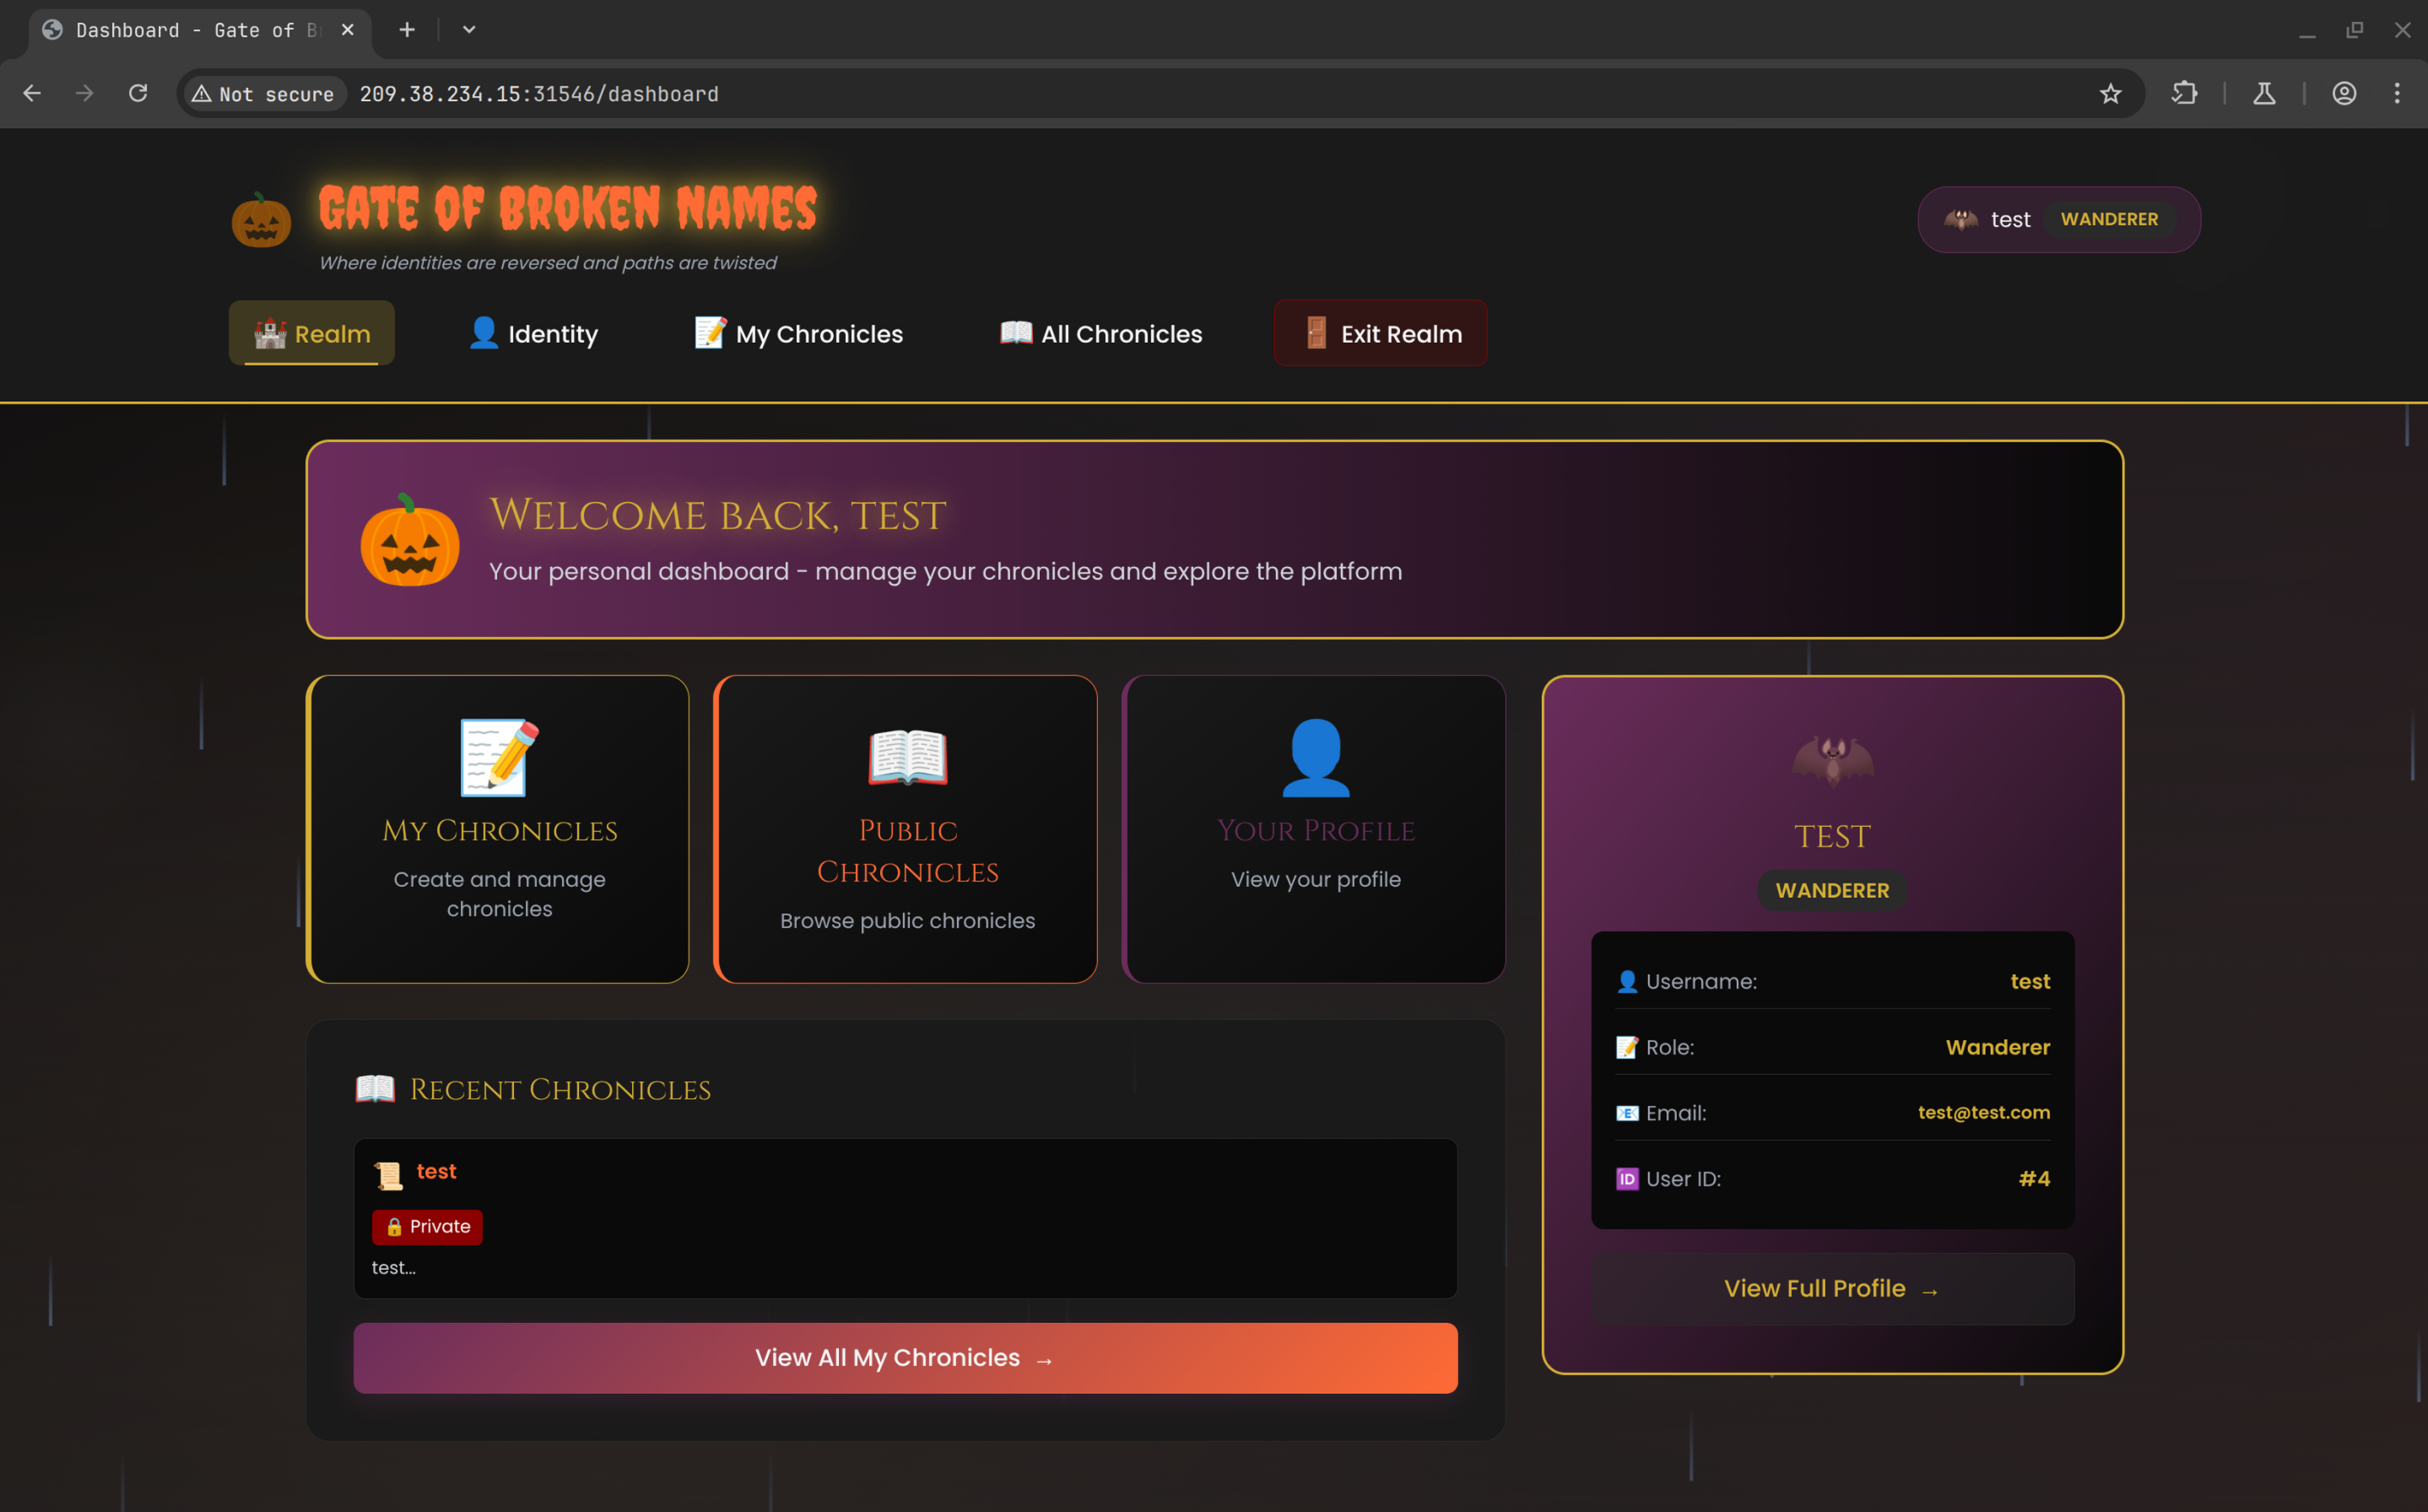 Dashboard - Gate of B
Not secure
209.38.234.15:31546/dashboard
GATE OF BROKEN NAMES
Where identities are reversed and paths are twisted
test WANDERER
Realm
Identity
My Chronicles
All Chronicles
Exit Realm
Welcome back, test
Your personal dashboard - manage your chronicles and explore the platform
My Chronicles
Create and manage
chronicles
Public
Chronicles
Browse public chronicles
Your Profile
View your profile
test
WANDERER
Username: test
Role: Wanderer
Email: test@test.com
ID User ID: #4
View Full Profile →
Recent Chronicles
test
Private
test...
View All My Chronicles →